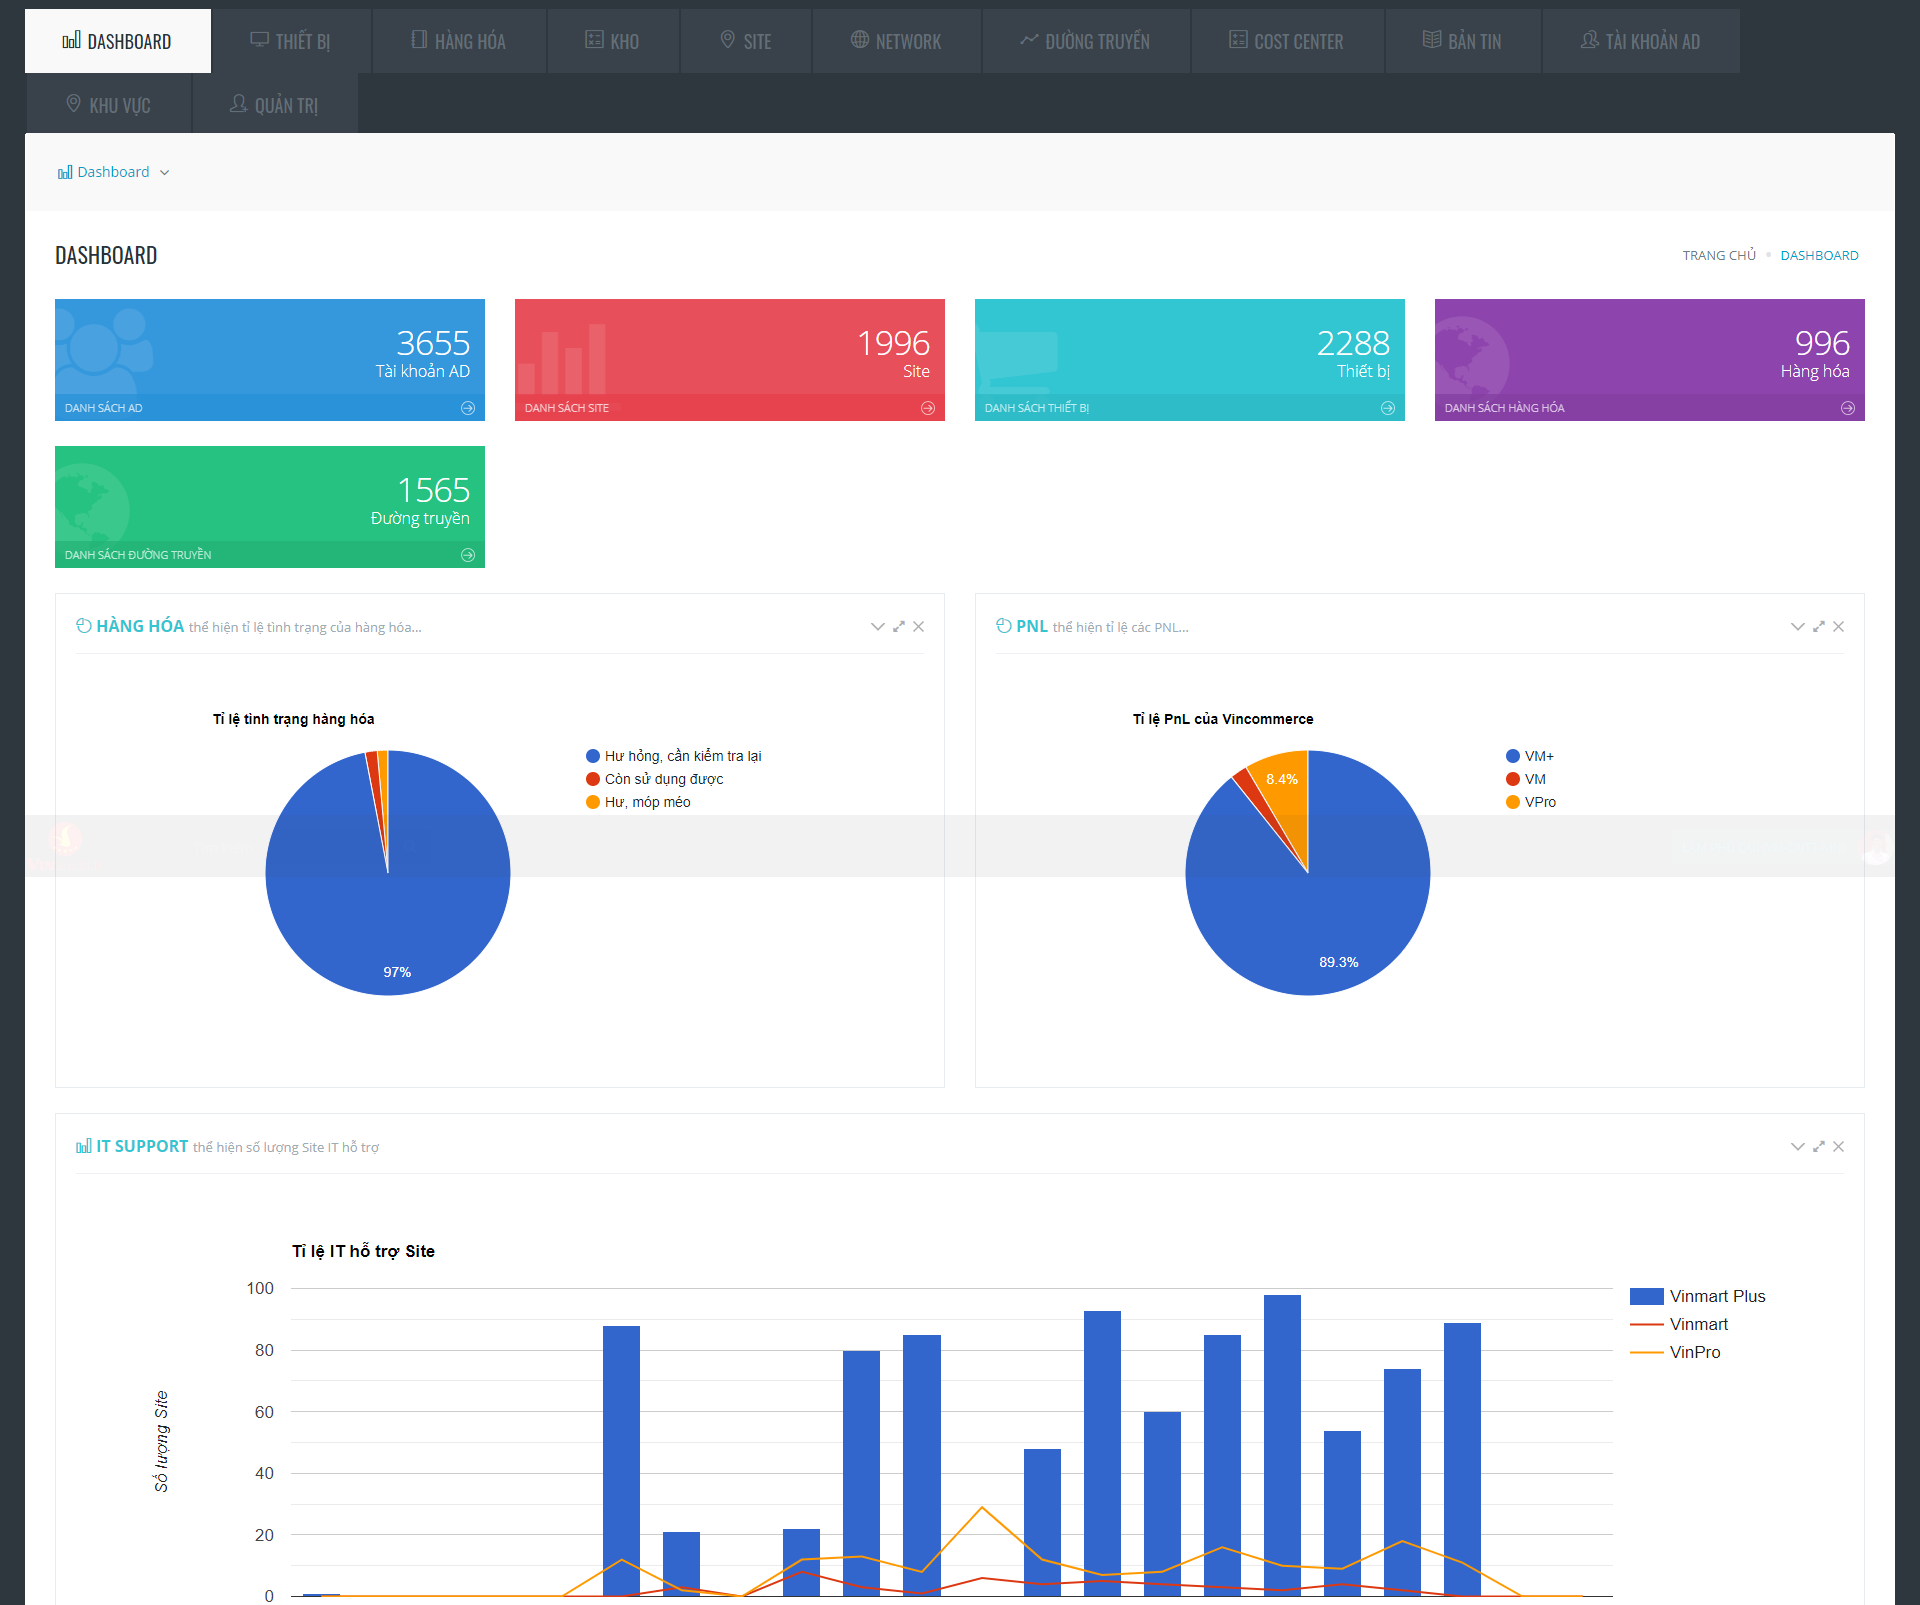 DASHBOARD THIẾT BỊ HÀNG HÓA KHO SITE NETWORK ĐƯỜNG TRUYỀN COST CENTER BẢN TIN TÀI KHOẢN AD
KHU VỰC QUẢN TRỊ
Dashboard
DASHBOARD
TRANG CHỦ DASHBOARD
3655
Tài khoản AD
DANH SÁCH AD
1996
Site
DANH SÁCH SITE
2288
Thiết bị
DANH SÁCH THIẾT BỊ
996
Hàng hóa
DANH SÁCH HÀNG HÓA
1565
Đường truyền
DANH SÁCH ĐƯỜNG TRUYỀN
HÀNG HÓA thể hiện tỉ lệ tình trạng của hàng hóa...
Tỉ lệ tình trạng hàng hóa
Hư hỏng, cần kiểm tra lại
Còn sử dụng được
Hư, móp méo
97%
PNL thể hiện tỉ lệ các PNL...
Tỉ lệ PnL của Vincommerce
VM+
VM
VPro
8.4%
89.3%
IT SUPPORT thể hiện số lượng Site IT hỗ trợ
Tỉ lệ IT hỗ trợ Site
Số lượng Site
100
80
60
40
20
0
Vinmart Plus
Vinmart
VinPro